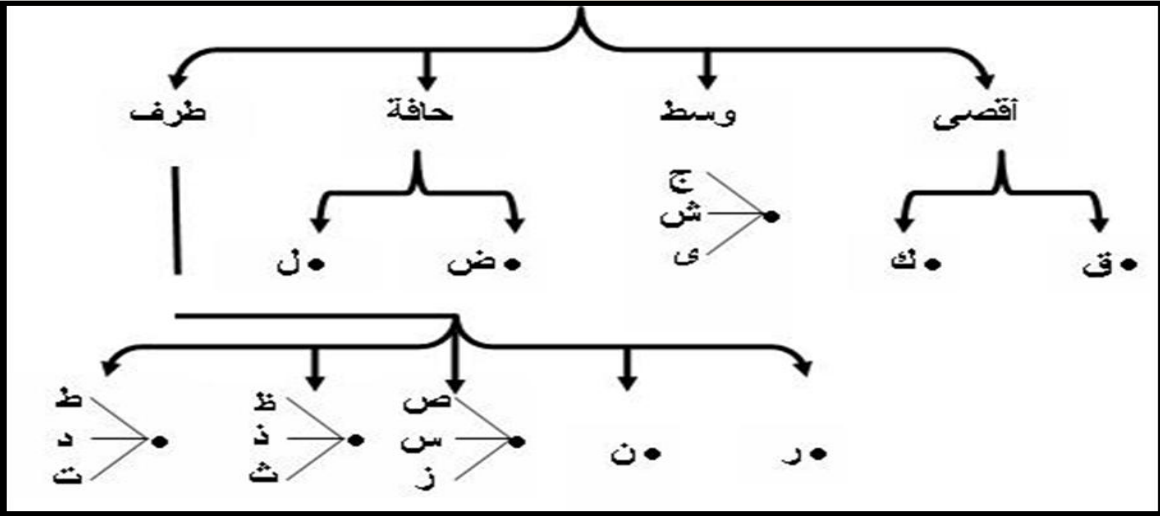 أقصى وسط حافة طرف
ج
ش
ى
ق ك ض ل
ر ن
ص
س
ز
ظ
ذ
ث
ط
د
ت